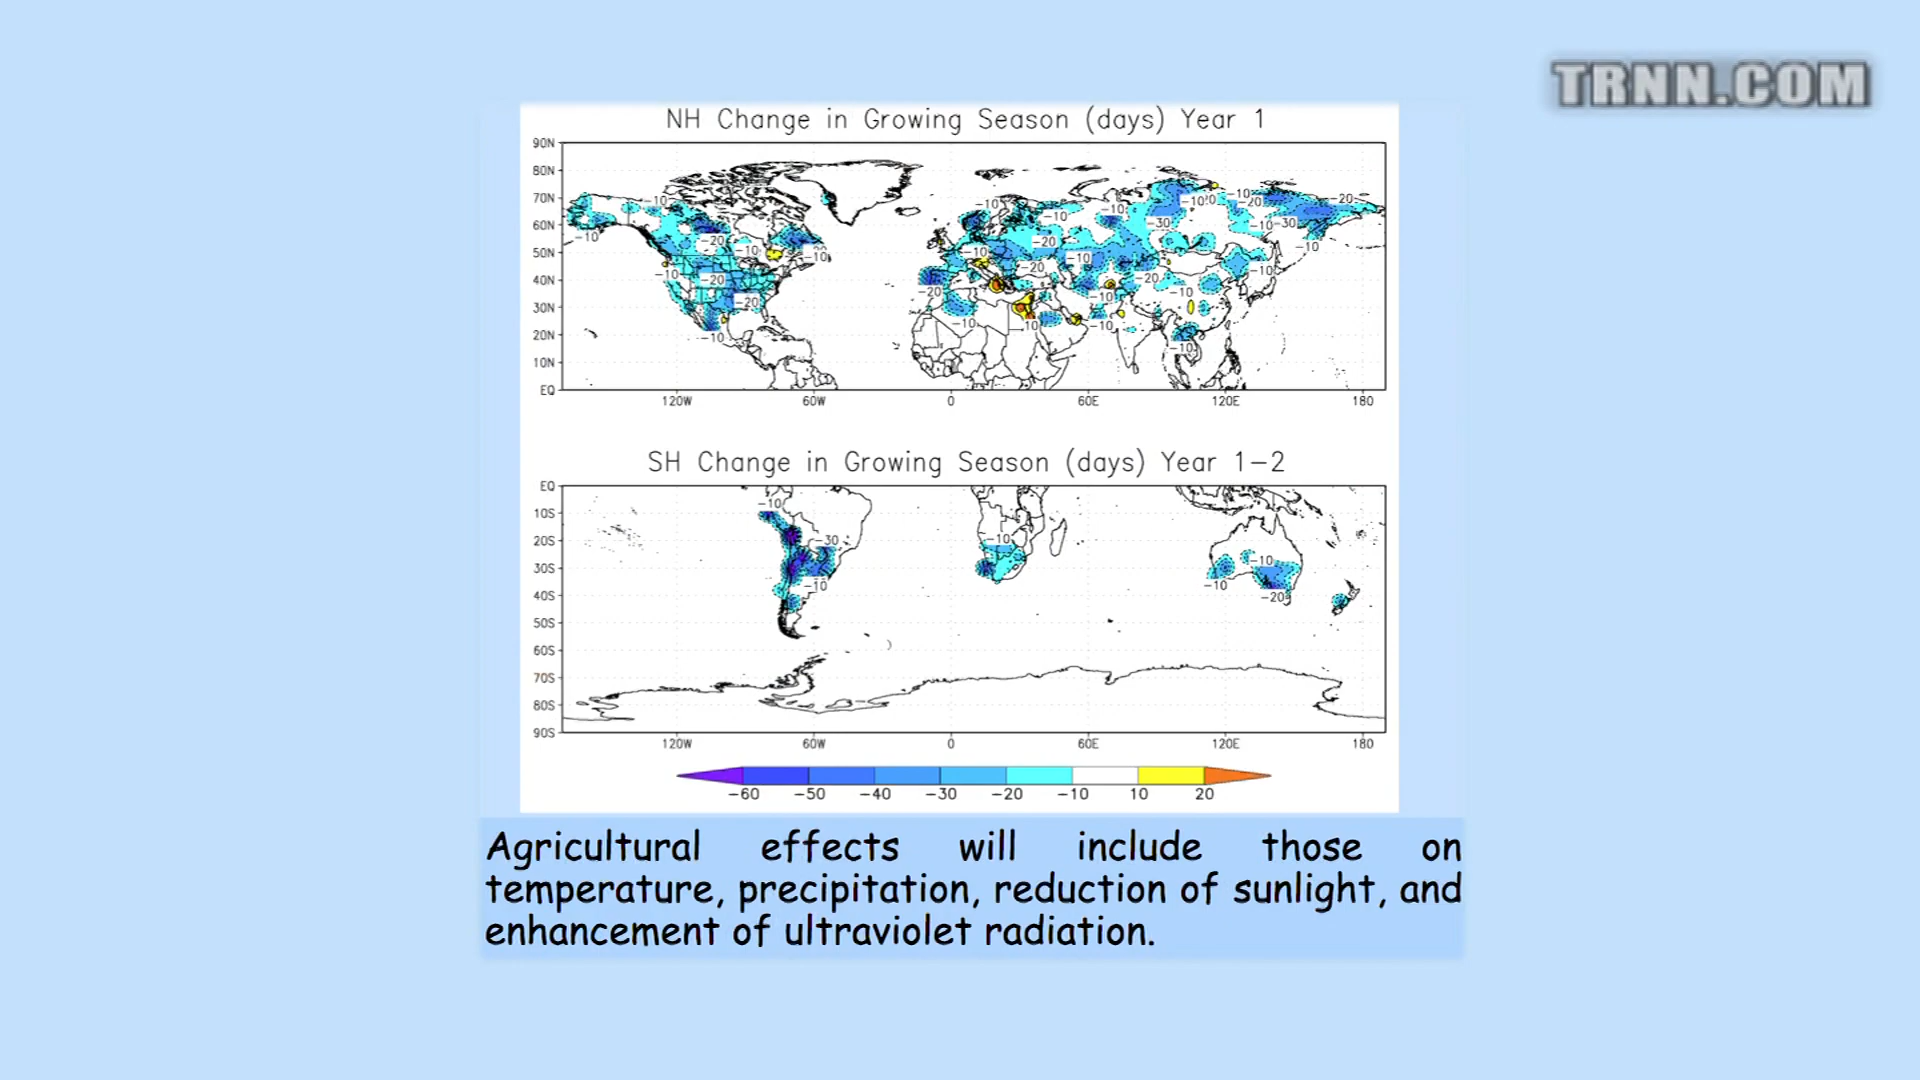 TRNN.COM
NH Change in Growing Season (days) Year 1
90N
80N
70N
60N
50N
40N
30N
20N
10N
EQ
120W 60W 0 60E 120E 180
SH Change in Growing Season (days) Year 1-2
EQ
10S
20S
30S
40S
50S
60S
70S
80S
90S
120W 60W 0 60E 120E 180
-60 -50 -40 -30 -20 -10 10 20
Agricultural effects will include those on
temperature, precipitation, reduction of sunlight, and
enhancement of ultraviolet radiation.